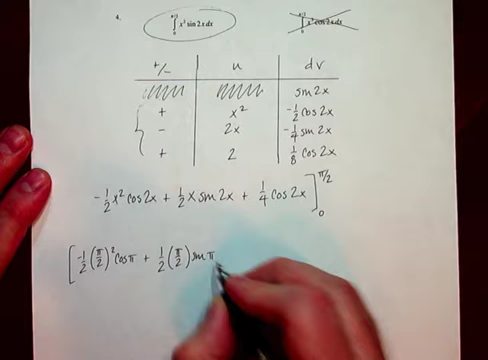 4. ∫₀^{π/2} x² sin 2x dx ∫₀^{π/2} x² cos 2x dx
+/- u dv
sin 2x
+ x² -1/2 cos 2x
- 2x -1/4 sin 2x
+ 2 1/8 cos 2x
-1/2 x² cos 2x + 1/2 x sin 2x + 1/4 cos 2x ]₀^{π/2}
[ -1/2 (π/2)² cos π + 1/2 (π/2) sin π